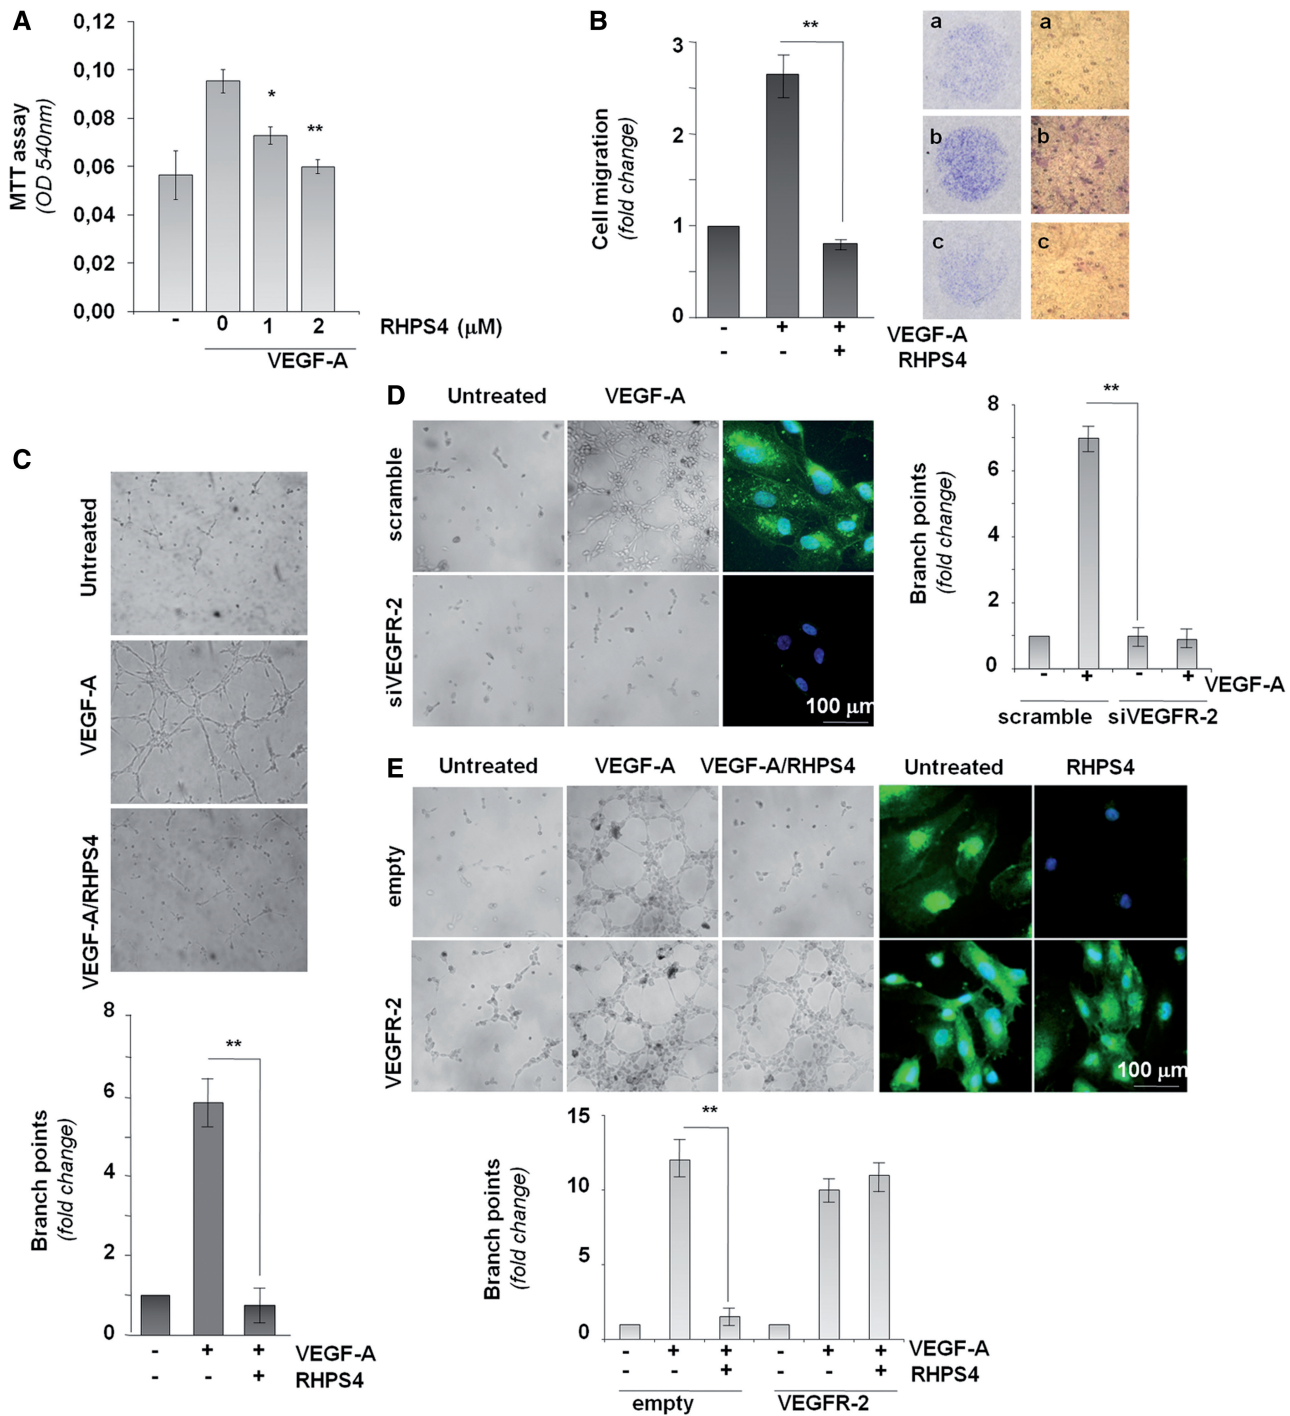 A
0,12
0,10
0,08
0,06
0,04
0,02
0,00
MTT assay
(OD 540nm)
*
**
- 0 1 2 RHPS4 (μM)
VEGF-A
B
3
2
1
0
Cell migration
(fold change)
**
- + + VEGF-A
- - + RHPS4
a a
b b
c c
C
Untreated
VEGF-A
VEGF-A/RHPS4
8
6
4
2
0
Branch points
(fold change)
**
- + + VEGF-A
- - + RHPS4
D
Untreated VEGF-A
scramble
siVEGFR-2
100 μm
8
6
4
2
0
Branch points
(fold change)
**
- + - + VEGF-A
scramble siVEGFR-2
E
Untreated VEGF-A VEGF-A/RHPS4 Untreated RHPS4
empty
VEGFR-2
100 μm
15
10
5
0
Branch points
(fold change)
**
- + + - + + VEGF-A
- - + - - + RHPS4
empty VEGFR-2